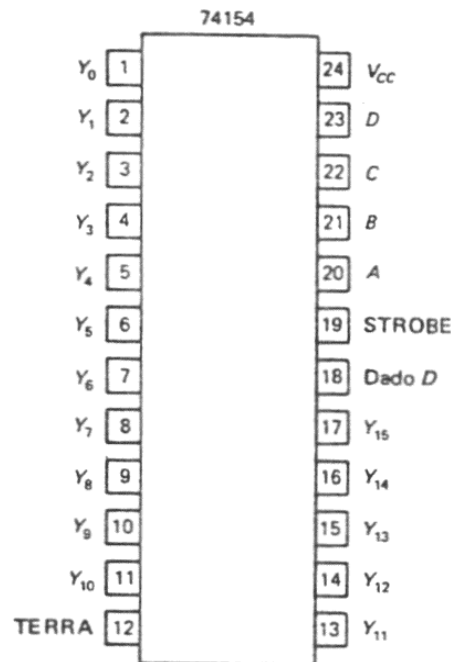 74154
Y0 1 24 VCC
Y1 2 23 D
Y2 3 22 C
Y3 4 21 B
Y4 5 20 A
Y5 6 19 STROBE
Y6 7 18 Dado D
Y7 8 17 Y15
Y8 9 16 Y14
Y9 10 15 Y13
Y10 11 14 Y12
TERRA 12 13 Y11